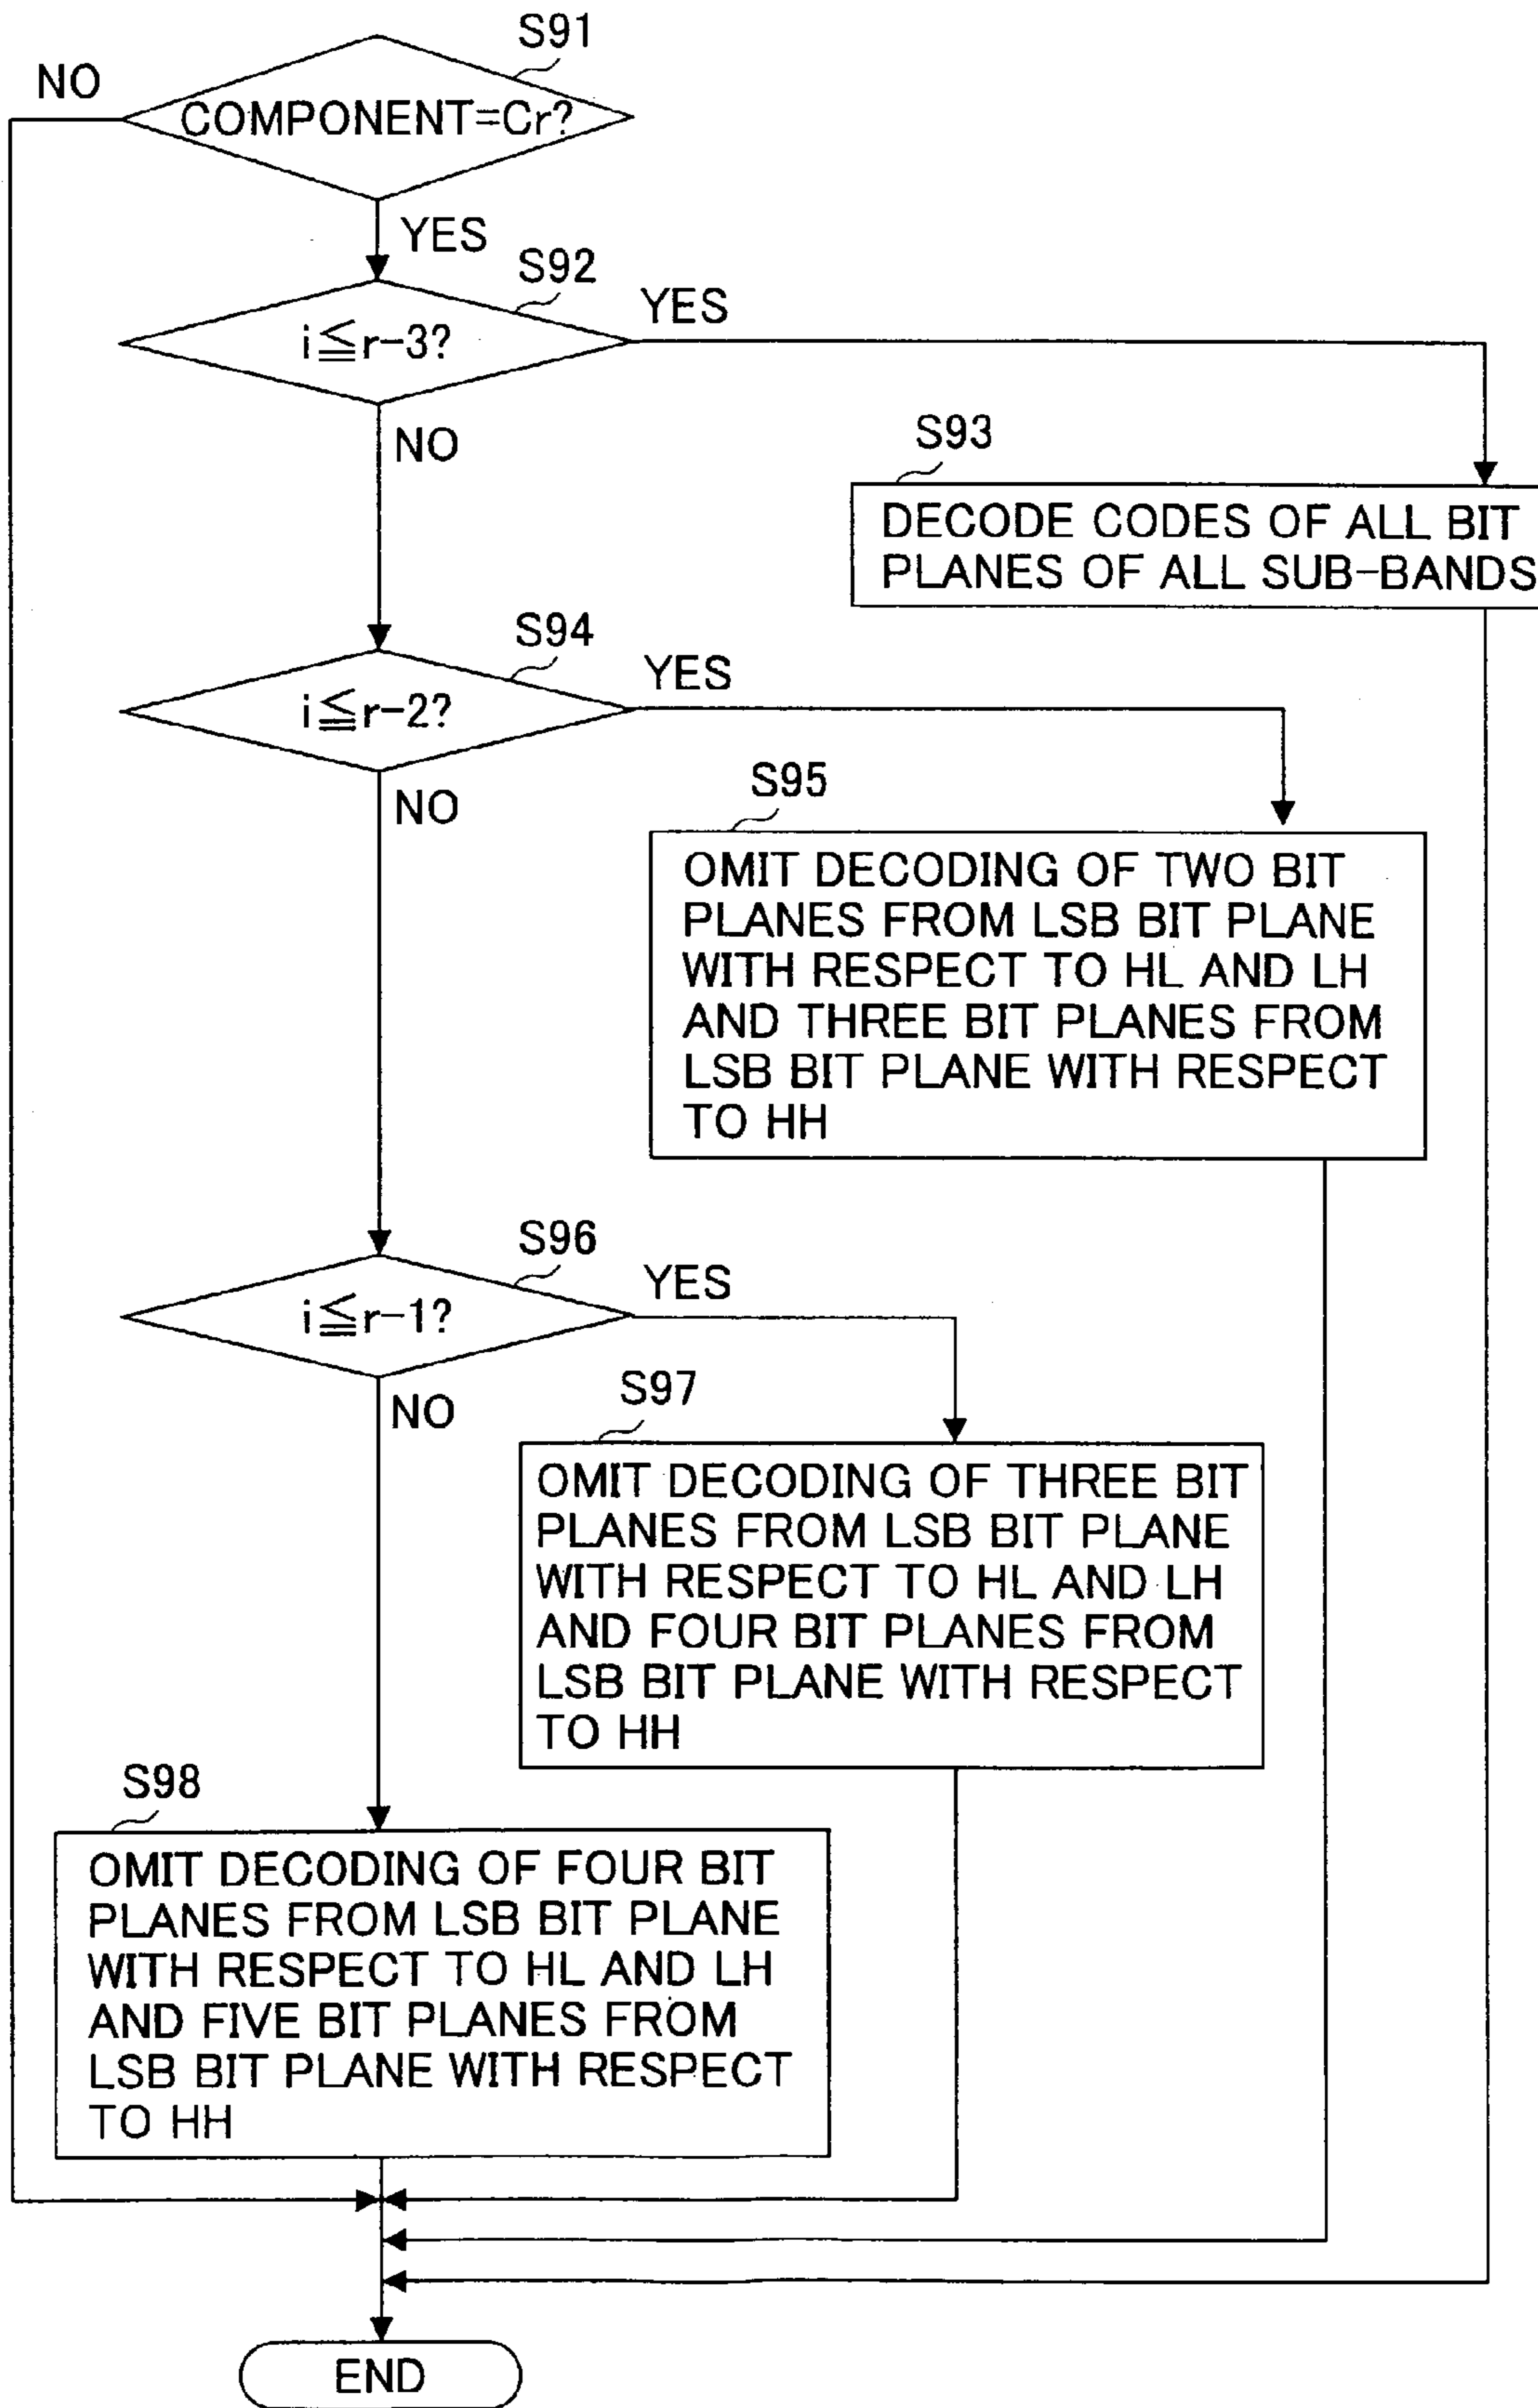 S91
NO
COMPONENT=Cr?
YES
S92
YES
i≦r-3?
NO
S93
DECODE CODES OF ALL BIT
PLANES OF ALL SUB-BANDS
S94
YES
i≦r-2?
NO
S95
OMIT DECODING OF TWO BIT
PLANES FROM LSB BIT PLANE
WITH RESPECT TO HL AND LH
AND THREE BIT PLANES FROM
LSB BIT PLANE WITH RESPECT
TO HH
S96
YES
i≦r-1?
NO
S97
OMIT DECODING OF THREE BIT
PLANES FROM LSB BIT PLANE
WITH RESPECT TO HL AND LH
AND FOUR BIT PLANES FROM
LSB BIT PLANE WITH RESPECT
TO HH
S98
OMIT DECODING OF FOUR BIT
PLANES FROM LSB BIT PLANE
WITH RESPECT TO HL AND LH
AND FIVE BIT PLANES FROM
LSB BIT PLANE WITH RESPECT
TO HH
END